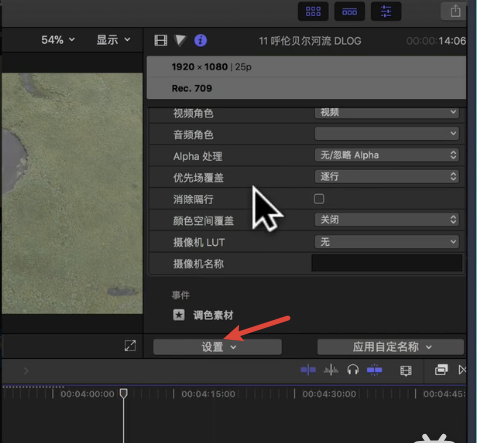 54% 显示 11 呼伦贝尔河流 DLOG 00:00:14:06
1920 × 1080 | 25p
Rec. 709
视频角色 视频
音频角色
Alpha 处理 无/忽略 Alpha
优先场覆盖 逐行
消除隔行
颜色空间覆盖 关闭
摄像机 LUT 无
摄像机名称
事件
调色素材
设置 应用自定名称
00:04:00:00 00:04:15:00 00:04:30:00 00:04:45: